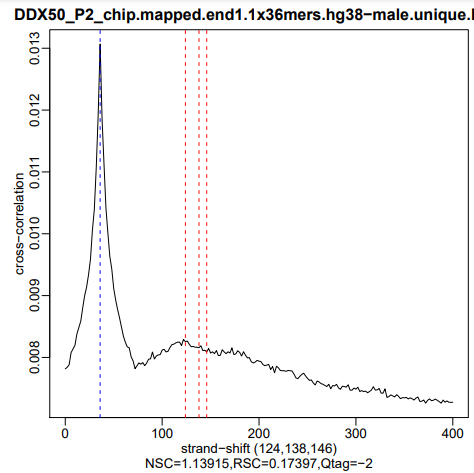 DDX50_P2_chip.mapped.end1.1x36mers.hg38−male.unique.
0.013
0.012
0.011
0.010
0.009
0.008
cross−correlation
0 100 200 300 400
strand−shift (124,138,146)
NSC=1.13915,RSC=0.17397,Qtag=−2